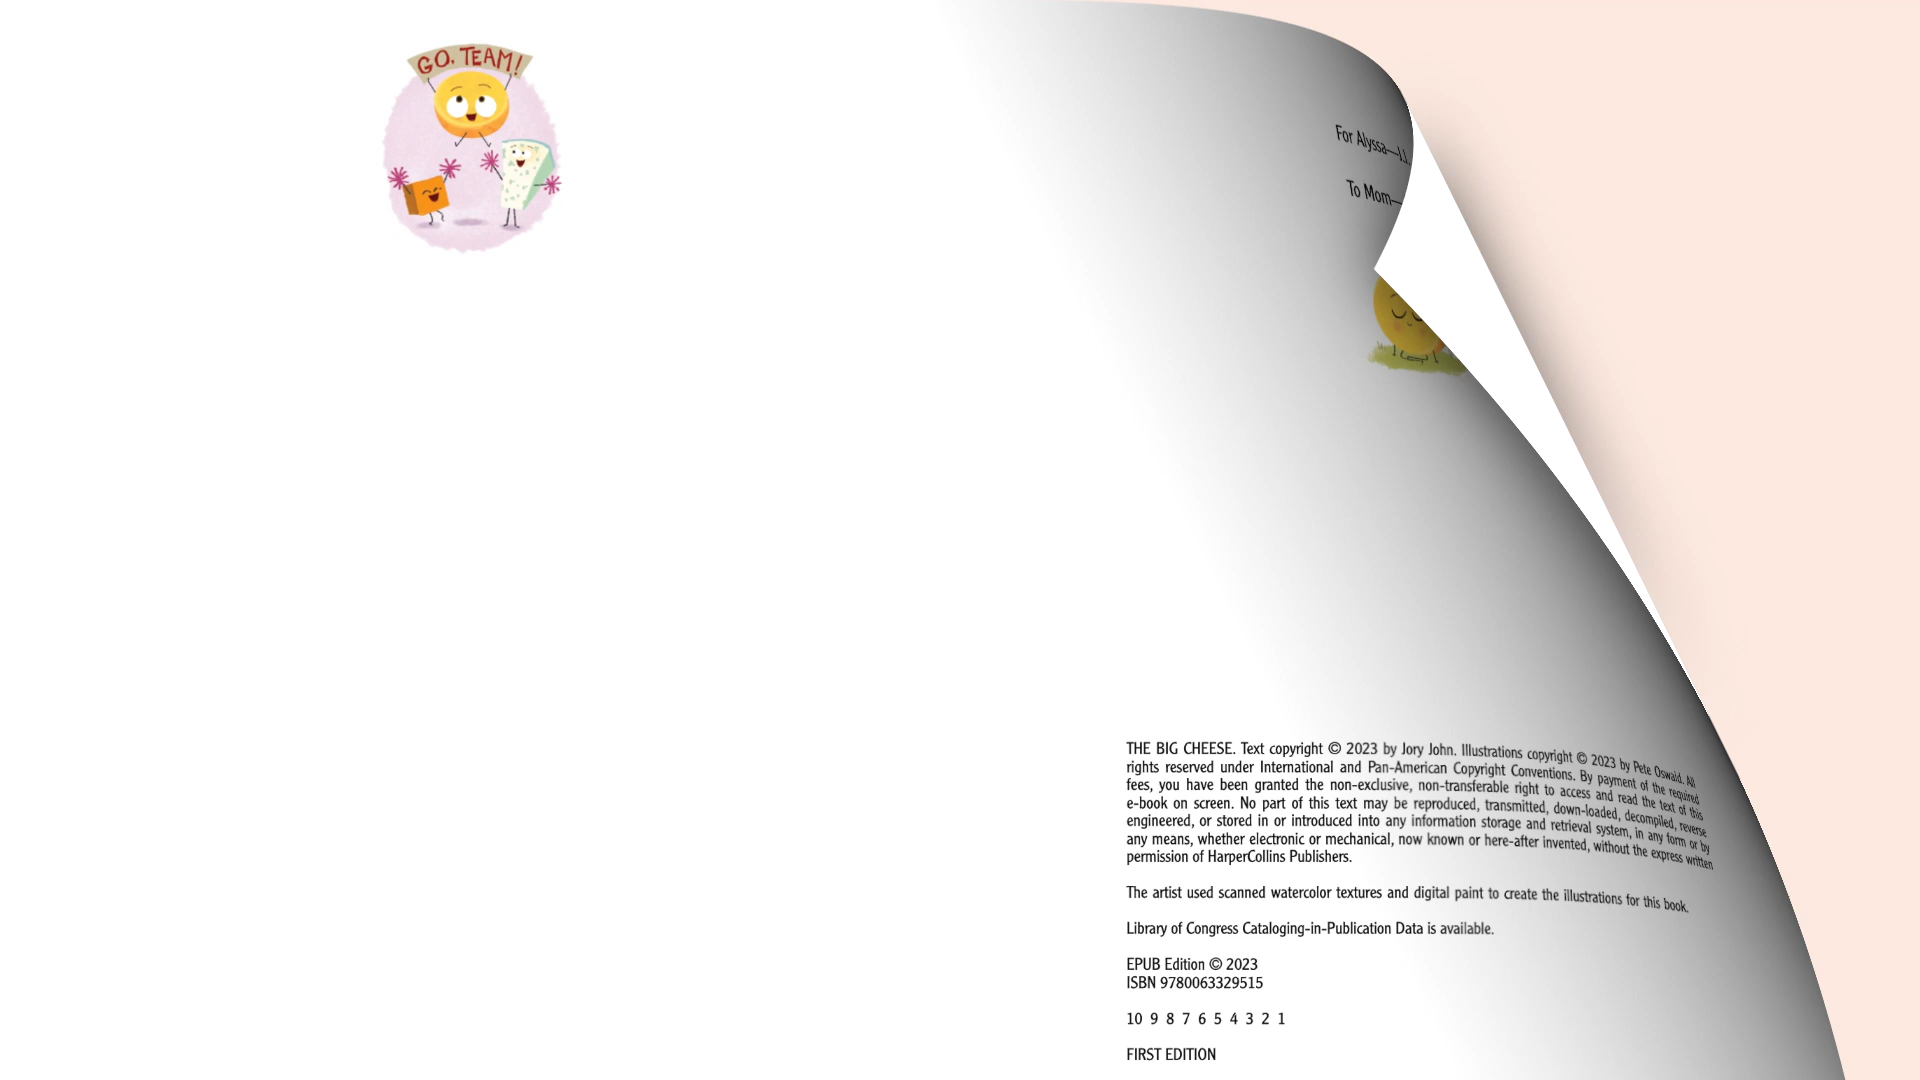 GO, TEAM!
For Alyssa—J.J.
To Mom—
THE BIG CHEESE. Text copyright © 2023 by Jory John. Illustrations copyright © 2023 by Pete Oswald. All
rights reserved under International and Pan-American Copyright Conventions. By payment of the required
fees, you have been granted the non-exclusive, non-transferable right to access and read the text of this
e-book on screen. No part of this text may be reproduced, transmitted, down-loaded, decompiled, reverse
engineered, or stored in or introduced into any information storage and retrieval system, in any form or by
any means, whether electronic or mechanical, now known or here-after invented, without the express written
permission of HarperCollins Publishers.
The artist used scanned watercolor textures and digital paint to create the illustrations for this book.
Library of Congress Cataloging-in-Publication Data is available.
EPUB Edition © 2023
ISBN 9780063329515
10 9 8 7 6 5 4 3 2 1
FIRST EDITION